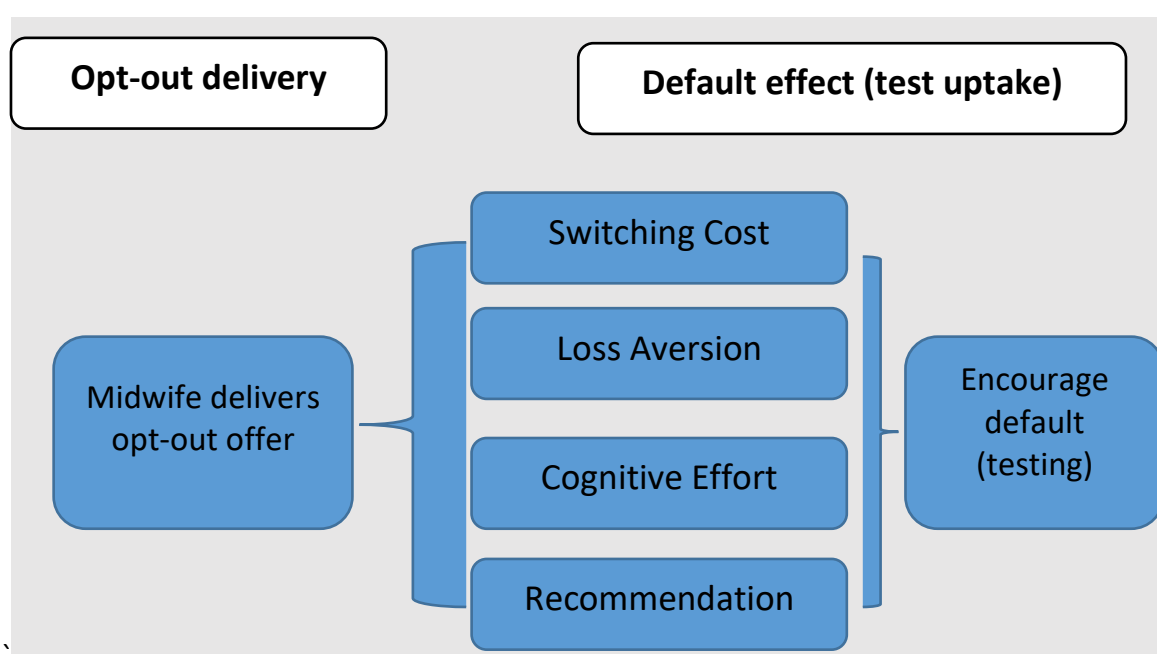 Opt-out delivery
Default effect (test uptake)
Switching Cost
Loss Aversion
Midwife delivers
opt-out offer
Cognitive Effort
Recommendation
Encourage
default
(testing)
`